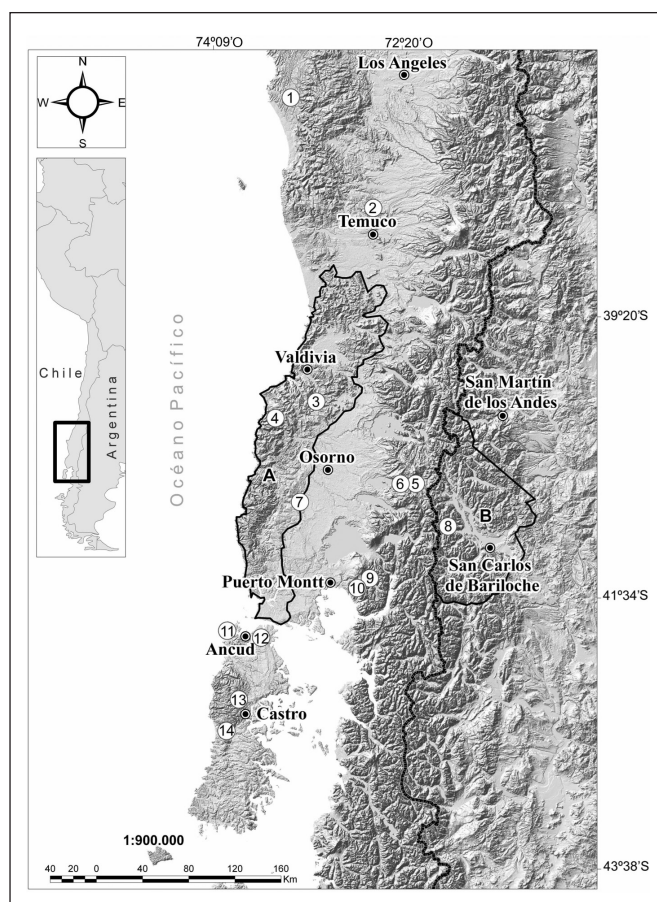 74º09'O
72º20'O
Los Angeles
N
W
E
S
1
2
Temuco
Chile
Argentina
Océano Pacífico
39º20'S
Valdivia
San Martín
de los Andes
3
4
Osorno
A
6
5
7
8
B
San Carlos
de Bariloche
Puerto Montt
9
10
41º34'S
11
12
Ancud
13
Castro
14
1:900.000
40 20 0 40 80 120 160
Km
43º38'S